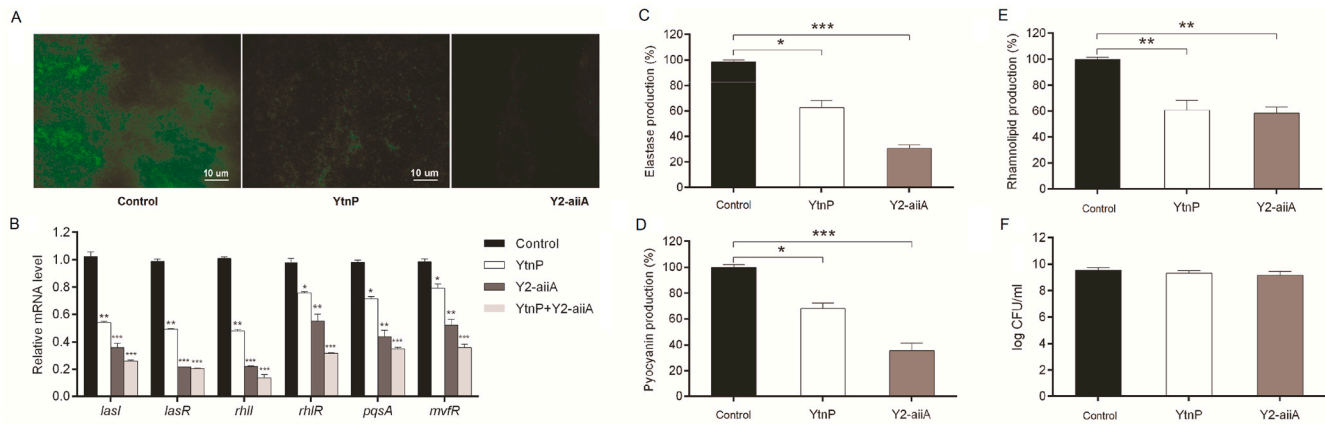 A
10 um
10 um
10 um
Control
YtnP
Y2-aiiA
B
Relative mRNA level
1.2
1.0
0.8
0.6
0.4
0.2
0.0
Control
YtnP
Y2-aiiA
YtnP+Y2-aiiA
** *** ***
** *** ***
** *** ***
* ** ***
* ** ***
* ** ***
lasI lasR rhlI rhlR pqsA mvfR
C
Elastase production (%)
120
100
80
60
40
20
0
***
*
Control YtnP Y2-aiiA
D
Pyocyanin production (%)
120
100
80
60
40
20
0
***
*
Control YtnP Y2-aiiA
E
Rhamnolipid production (%)
120
100
80
60
40
20
0
**
**
Control YtnP Y2-aiiA
F
log CFU/ml
12
10
8
6
4
2
0
Control YtnP Y2-aiiA